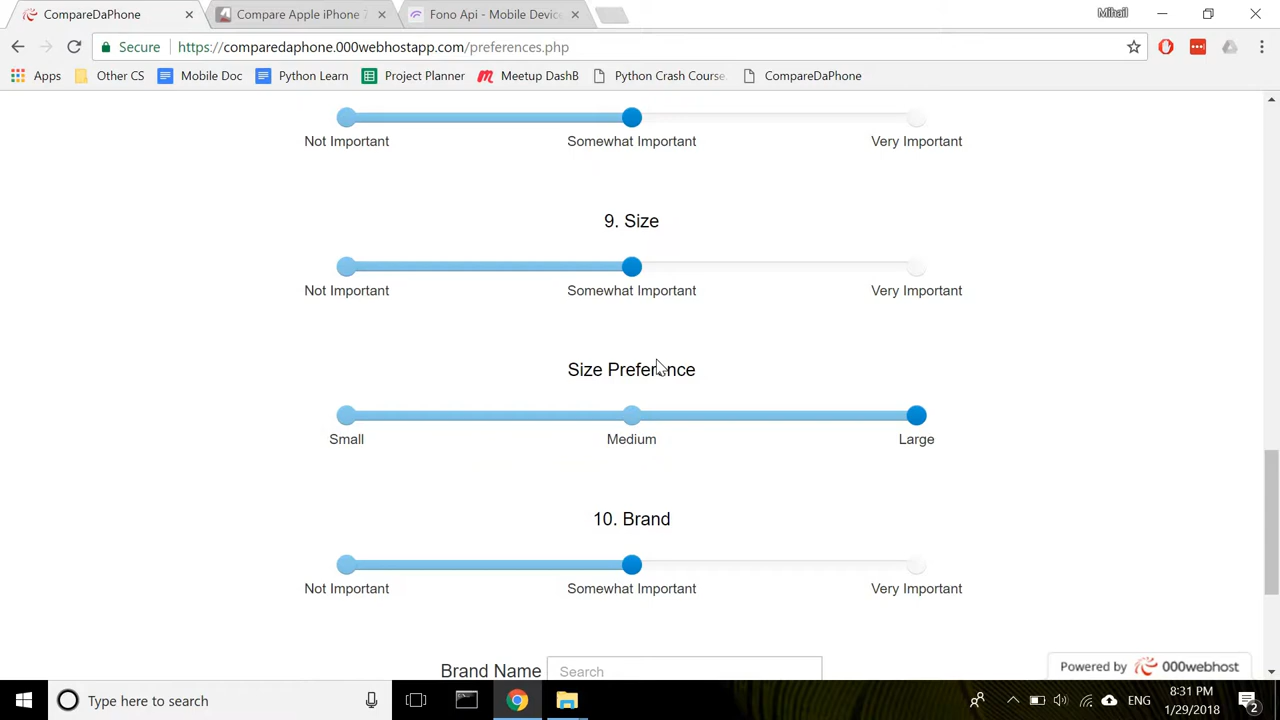 CompareDaPhone
Compare Apple iPhone 7
Fono Api - Mobile Device
Mihail
Secure
https://comparedaphone.000webhostapp.com/preferences.php
Apps
Other CS
Mobile Doc
Python Learn
Project Planner
Meetup DashB
Python Crash Course
CompareDaPhone
Not Important
Somewhat Important
Very Important
9. Size
Not Important
Somewhat Important
Very Important
Size Preference
Small
Medium
Large
10. Brand
Not Important
Somewhat Important
Very Important
Brand Name
Search
Powered by 000webhost
Type here to search
ENG
8:31 PM
1/29/2018
2